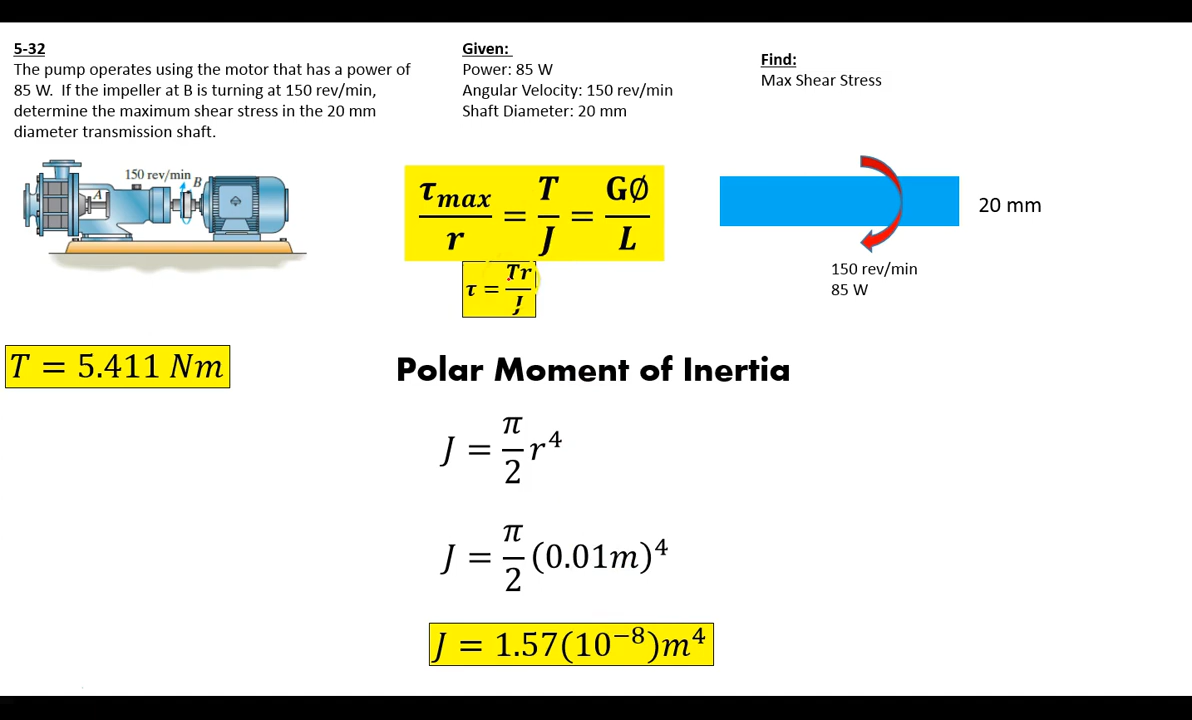 5-32
The pump operates using the motor that has a power of
85 W. If the impeller at B is turning at 150 rev/min,
determine the maximum shear stress in the 20 mm
diameter transmission shaft.
Given:
Power: 85 W
Angular Velocity: 150 rev/min
Shaft Diameter: 20 mm
Find:
Max Shear Stress
150 rev/min
B
A
τmax/r = T/J = GØ/L
τ = Tr/J
20 mm
150 rev/min
85 W
T = 5.411 Nm
Polar Moment of Inertia
J = π/2 r⁴
J = π/2 (0.01m)⁴
J = 1.57(10⁻⁸)m⁴